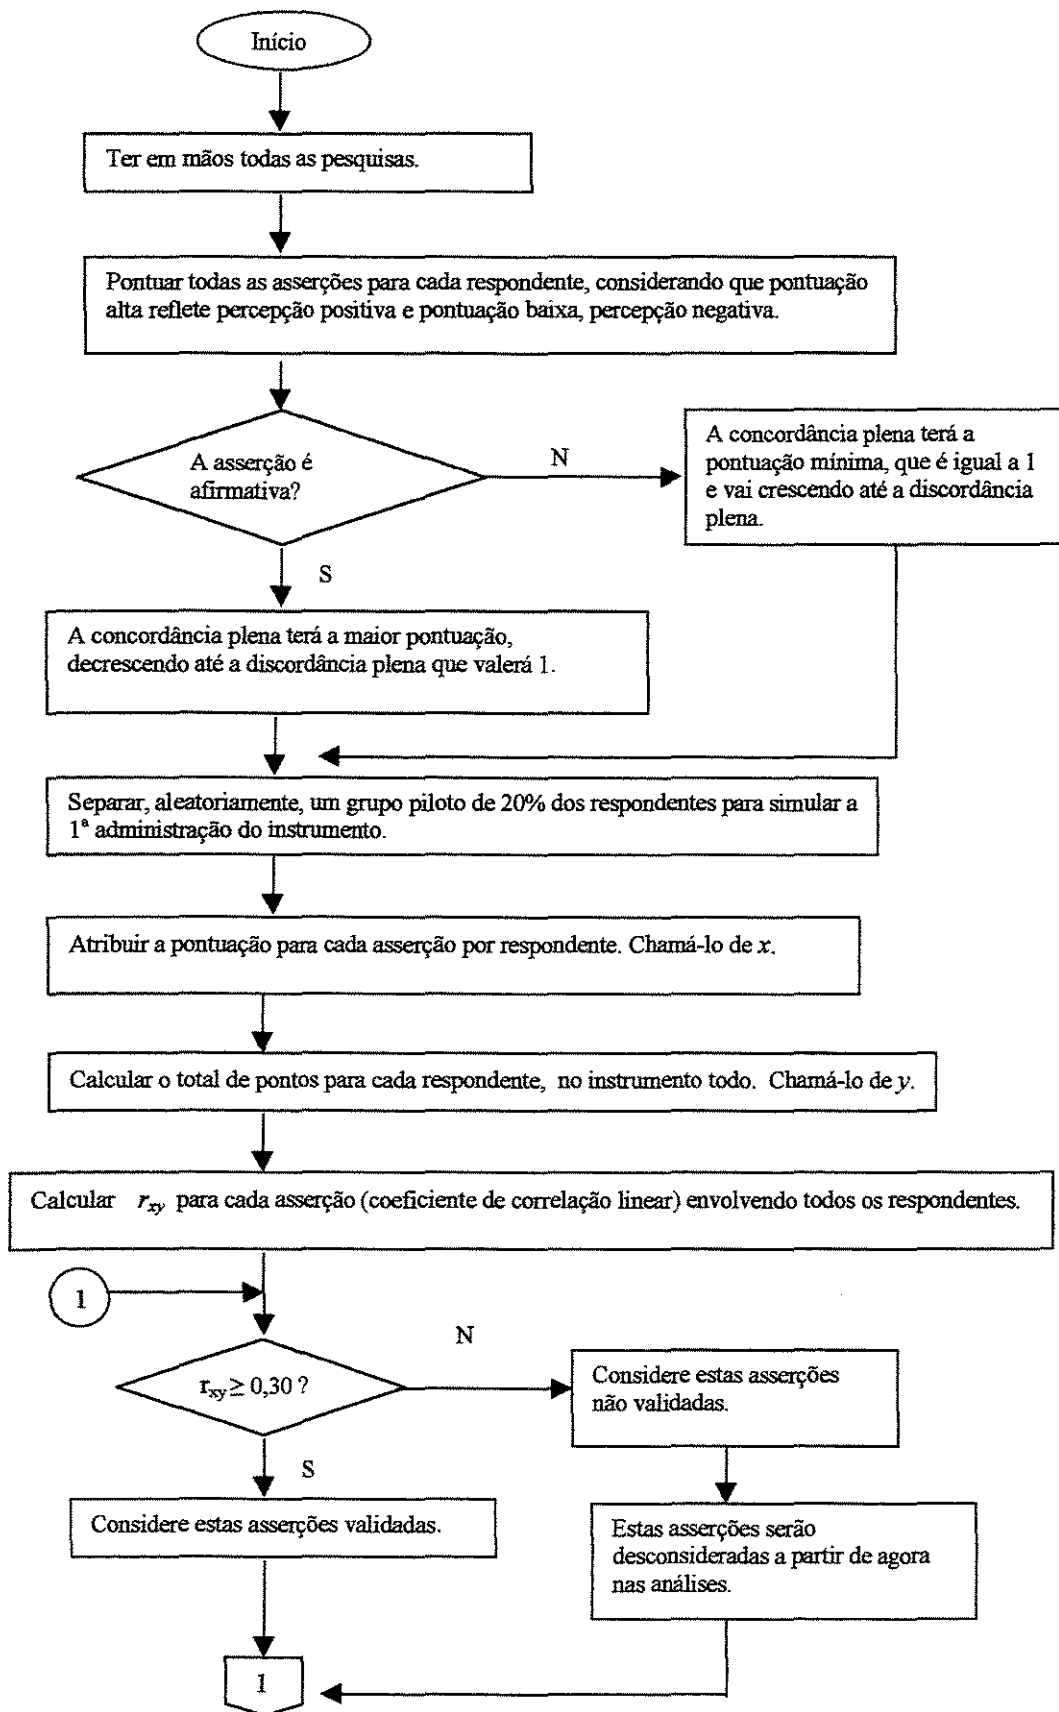 Início
Ter em mãos todas as pesquisas.
Pontuar todas as asserções para cada respondente, considerando que pontuação
alta reflete percepção positiva e pontuação baixa, percepção negativa.
A asserção é
afirmativa?
N
A concordância plena terá a
pontuação mínima, que é igual a 1
e vai crescendo até a discordância
plena.
S
A concordância plena terá a maior pontuação,
decrescendo até a discordância plena que valerá 1.
Separar, aleatoriamente, um grupo piloto de 20% dos respondentes para simular a
1ª administração do instrumento.
Atribuir a pontuação para cada asserção por respondente. Chamá-lo de x.
Calcular o total de pontos para cada respondente, no instrumento todo. Chamá-lo de y.
Calcular r_xy para cada asserção (coeficiente de correlação linear) envolvendo todos os respondentes.
1
r_xy ≥ 0,30 ?
N
Considere estas asserções
não validadas.
S
Considere estas asserções validadas.
Estas asserções serão
desconsideradas a partir de agora
nas análises.
1